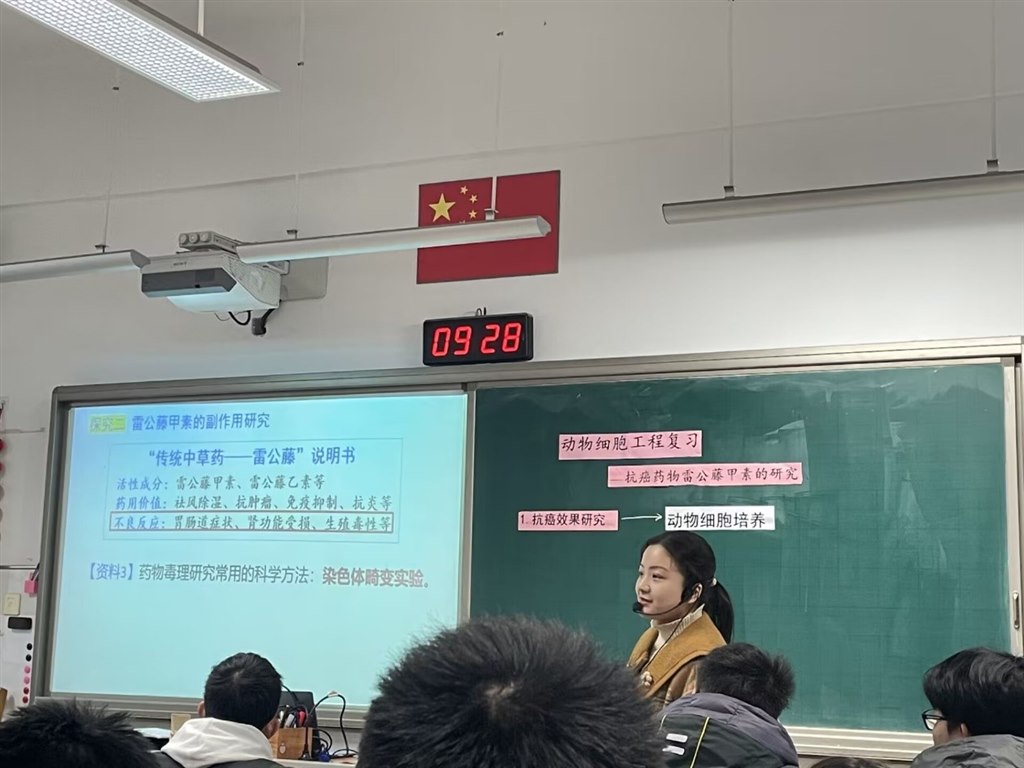 09 28
探究二 雷公藤甲素的副作用研究
“传统中草药——雷公藤”说明书
活性成分：雷公藤甲素、雷公藤乙素等
药用价值：祛风除湿、抗肿瘤、免疫抑制、抗炎等
不良反应：胃肠道症状、肾功能受损、生殖毒性等
【资料3】药物毒理研究常用的科学方法：染色体畸变实验。
动物细胞工程复习
—抗癌药物雷公藤甲素的研究
1. 抗癌效果研究
动物细胞培养